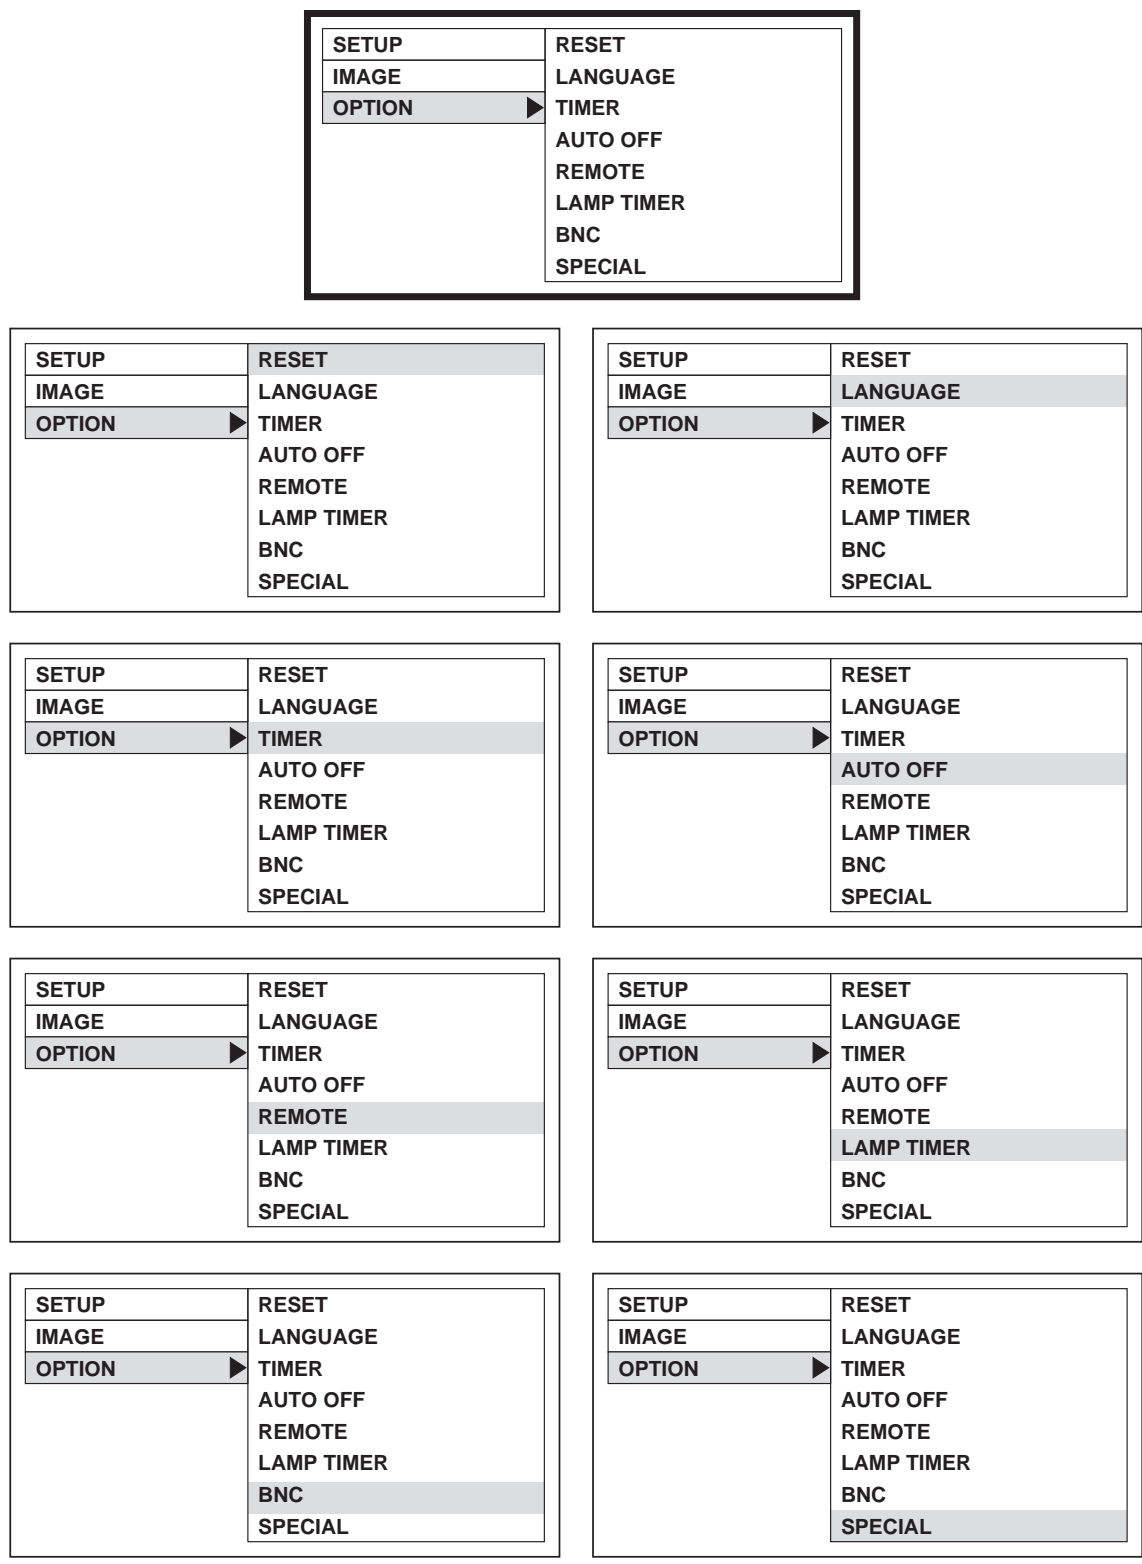 SETUP
IMAGE
OPTION
RESET
LANGUAGE
TIMER
AUTO OFF
REMOTE
LAMP TIMER
BNC
SPECIAL
SETUP
IMAGE
OPTION
RESET
LANGUAGE
TIMER
AUTO OFF
REMOTE
LAMP TIMER
BNC
SPECIAL
SETUP
IMAGE
OPTION
RESET
LANGUAGE
TIMER
AUTO OFF
REMOTE
LAMP TIMER
BNC
SPECIAL
SETUP
IMAGE
OPTION
RESET
LANGUAGE
TIMER
AUTO OFF
REMOTE
LAMP TIMER
BNC
SPECIAL
SETUP
IMAGE
OPTION
RESET
LANGUAGE
TIMER
AUTO OFF
REMOTE
LAMP TIMER
BNC
SPECIAL
SETUP
IMAGE
OPTION
RESET
LANGUAGE
TIMER
AUTO OFF
REMOTE
LAMP TIMER
BNC
SPECIAL
SETUP
IMAGE
OPTION
RESET
LANGUAGE
TIMER
AUTO OFF
REMOTE
LAMP TIMER
BNC
SPECIAL
SETUP
IMAGE
OPTION
RESET
LANGUAGE
TIMER
AUTO OFF
REMOTE
LAMP TIMER
BNC
SPECIAL
SETUP
IMAGE
OPTION
RESET
LANGUAGE
TIMER
AUTO OFF
REMOTE
LAMP TIMER
BNC
SPECIAL